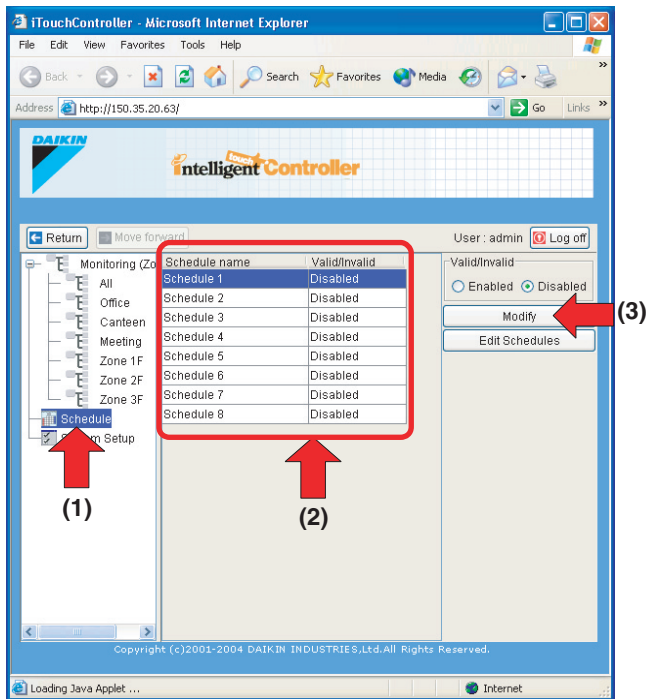 iTouchController - Microsoft Internet Explorer
File Edit View Favorites Tools Help
Back Search Favorites Media »
Address http://150.35.20.63/ Go Links »
DAIKIN
intelligent touch Controller
Return Move forward User : admin Log off
Monitoring (Zo
All
Office
Canteen
Meeting
Zone 1F
Zone 2F
Zone 3F
Schedule
System Setup
Schedule name Valid/Invalid
Schedule 1 Disabled
Schedule 2 Disabled
Schedule 3 Disabled
Schedule 4 Disabled
Schedule 5 Disabled
Schedule 6 Disabled
Schedule 7 Disabled
Schedule 8 Disabled
Valid/Invalid
Enabled Disabled
Modify
Edit Schedules
(1)
(2)
(3)
Copyright (c)2001-2004 DAIKIN INDUSTRIES,Ltd.All Rights Reserved.
Loading Java Applet ... Internet